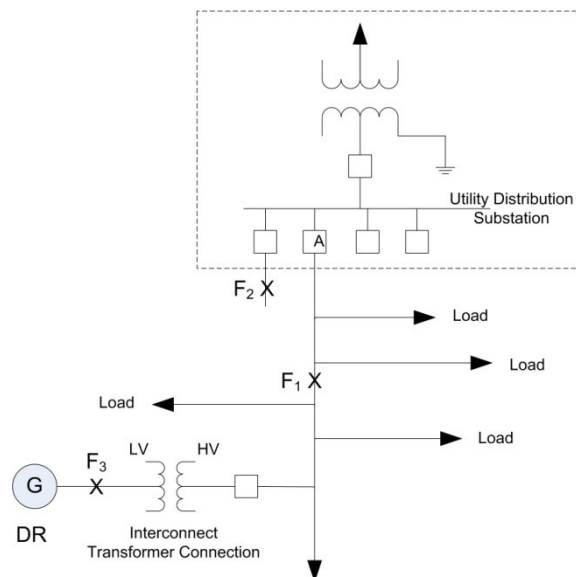 Utility Distribution
Substation
A
F2
Load
Load
F1
Load
Load
LV
HV
F3
G
DR
Interconnect
Transformer Connection